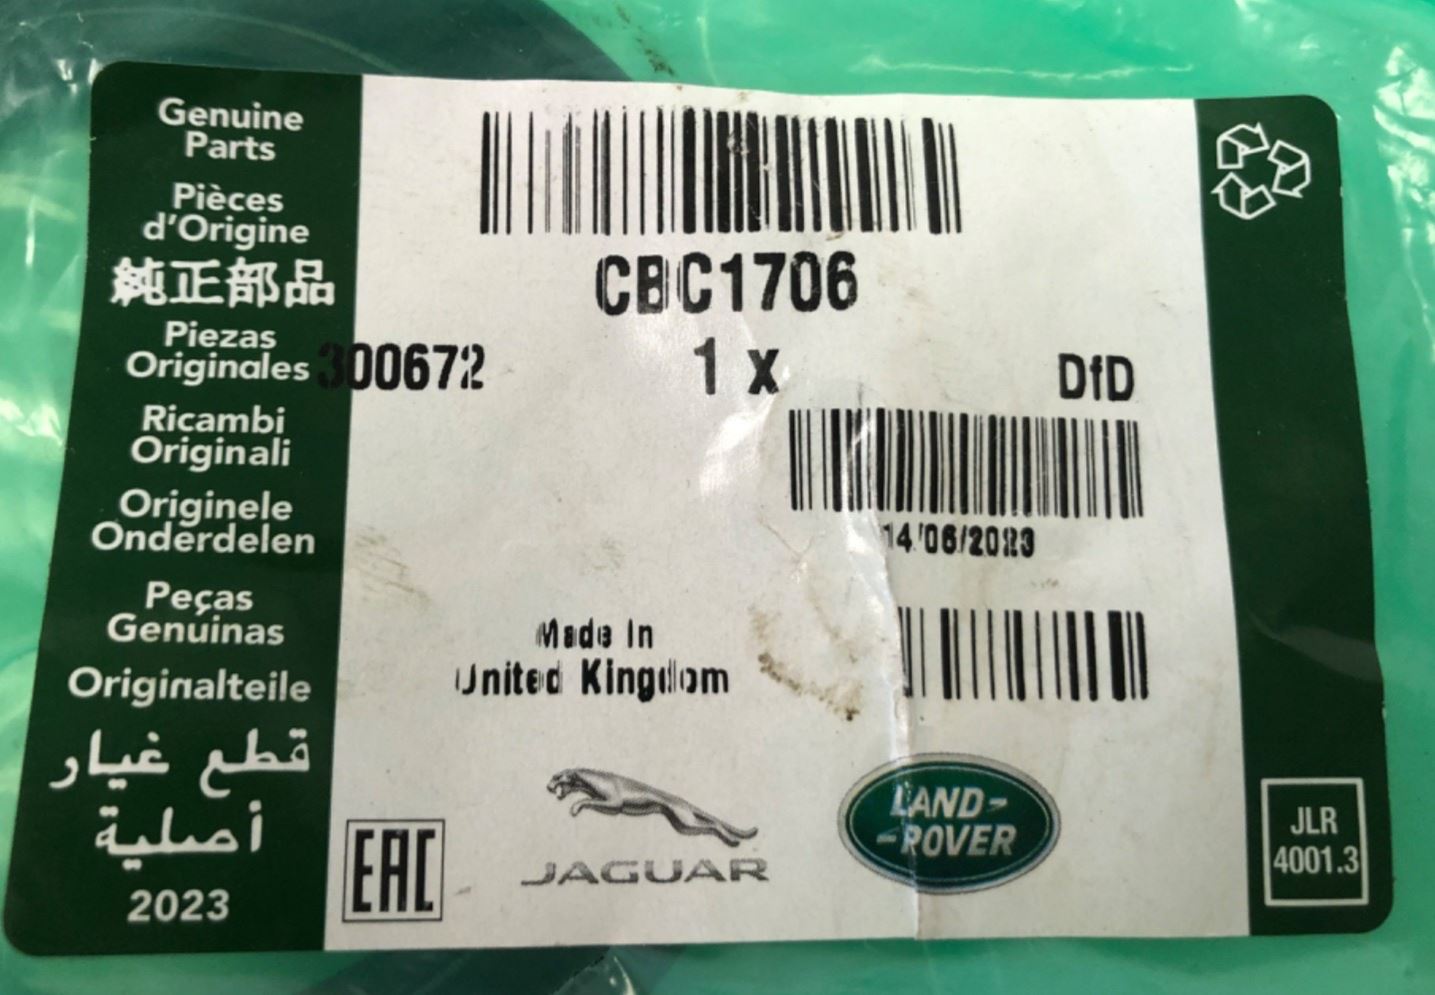 Genuine
Parts
Pièces
d'Origine
純正部品
Piezas
Originales
Ricambi
Originali
Originele
Onderdelen
Peças
Genuinas
Originalteile
قطع غيار
أصلية
2023
CBC1706
300672
1 x
DfD
14/06/2023
Made In
United Kingdom
EAC
JAGUAR
LAND-
-ROVER
JLR
4001.3